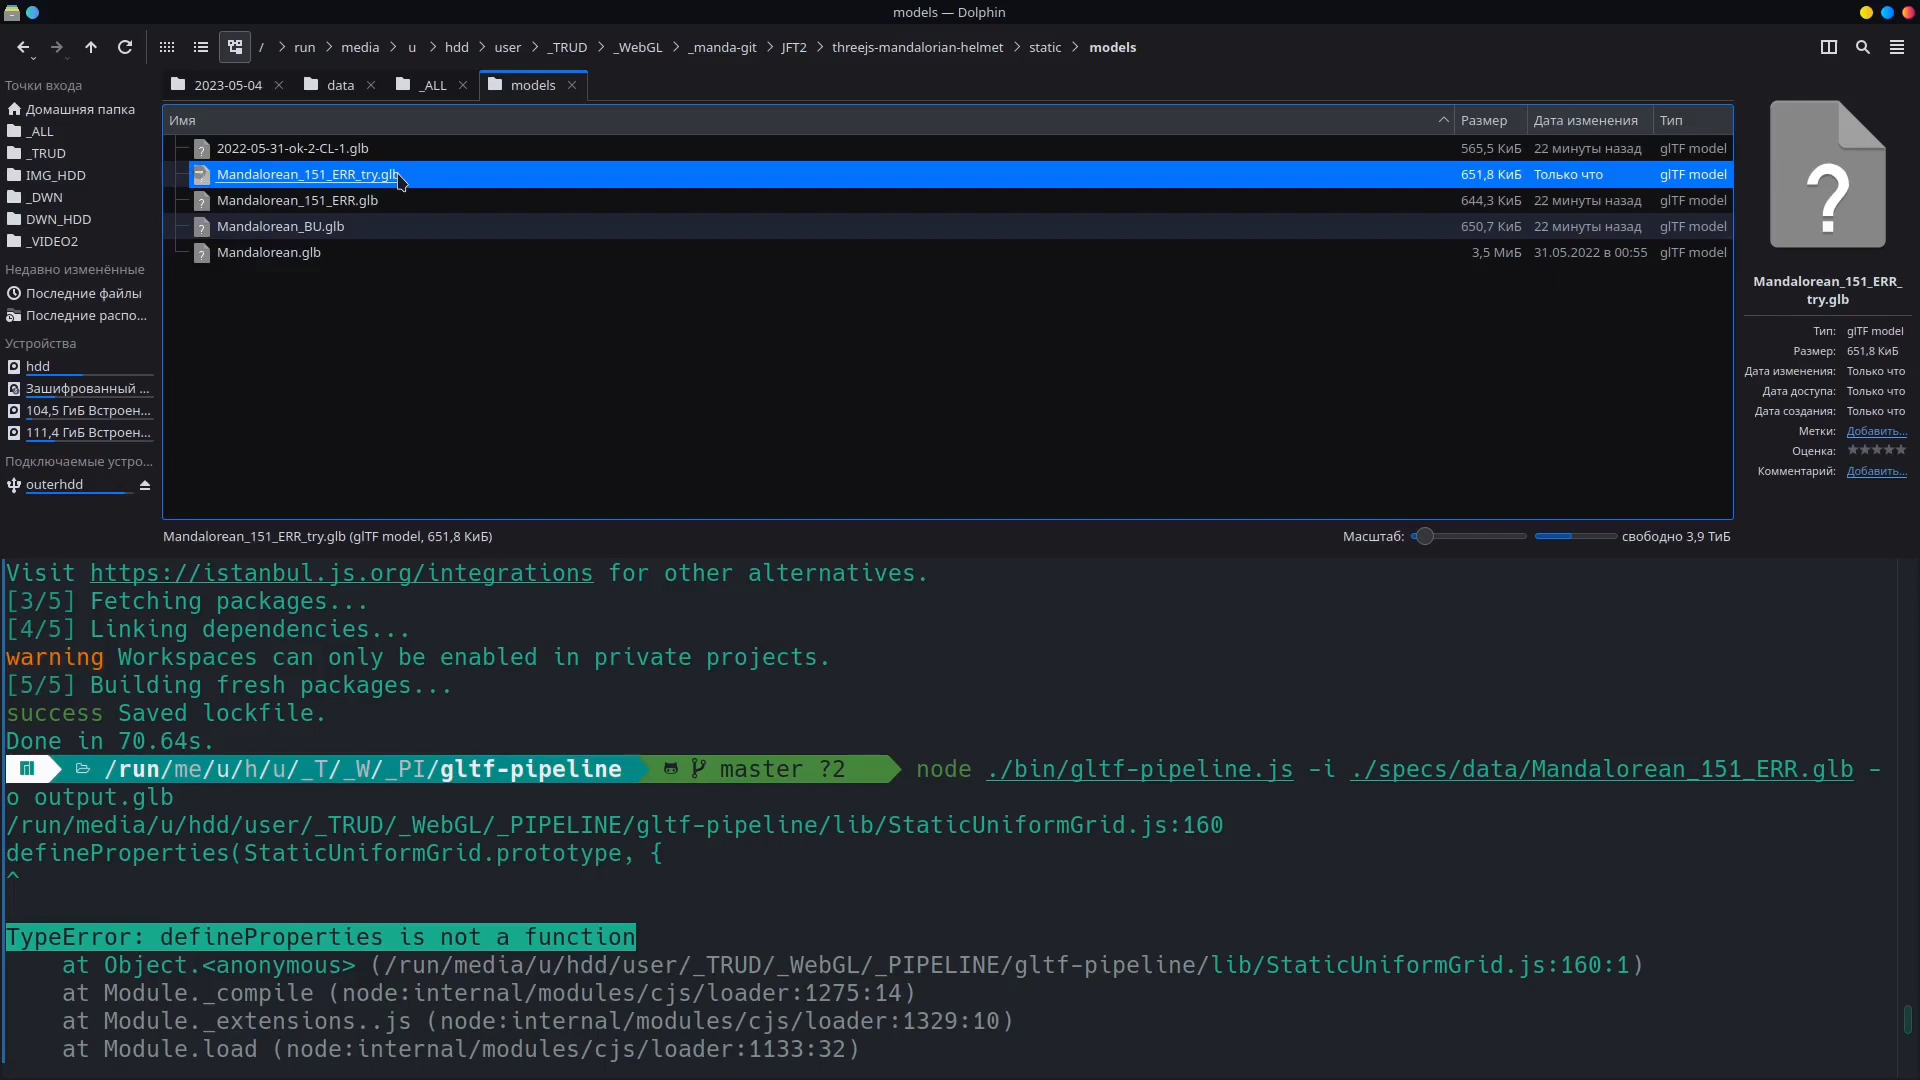 models — Dolphin
/ > run > media > u > hdd > user > _TRUD > _WebGL > _manda-git > JFT2 > threejs-mandalorian-helmet > static > models
Точки входа
Домашняя папка
_ALL
_TRUD
IMG_HDD
_DWN
DWN_HDD
_VIDEO2
Недавно изменённые
Последние файлы
Последние распо...
Устройства
hdd
Зашифрованный ...
104,5 ГиБ Встроен...
111,4 ГиБ Встроен...
Подключаемые устро...
outerhdd
2023-05-04 data _ALL models
Имя Размер Дата изменения Тип
2022-05-31-ok-2-CL-1.glb 565,5 КиБ 22 минуты назад glTF model
Mandalorean_151_ERR_try.glb 651,8 КиБ Только что glTF model
Mandalorean_151_ERR.glb 644,3 КиБ 22 минуты назад glTF model
Mandalorean_BU.glb 650,7 КиБ 22 минуты назад glTF model
Mandalorean.glb 3,5 МиБ 31.05.2022 в 00:55 glTF model
Mandalorean_151_ERR_
try.glb
Тип: glTF model
Размер: 651,8 КиБ
Дата изменения: Только что
Дата доступа: Только что
Дата создания: Только что
Метки: Добавить...
Оценка:
Комментарий: Добавить...
Mandalorean_151_ERR_try.glb (glTF model, 651,8 КиБ) Масштаб: свободно 3,9 ТиБ
Visit https://istanbul.js.org/integrations for other alternatives.
[3/5] Fetching packages...
[4/5] Linking dependencies...
warning Workspaces can only be enabled in private projects.
[5/5] Building fresh packages...
success Saved lockfile.
Done in 70.64s.
/run/me/u/h/u/_T/_W/_PI/gltf-pipeline master ?2 node ./bin/gltf-pipeline.js -i ./specs/data/Mandalorean_151_ERR.glb -
o output.glb
/run/media/u/hdd/user/_TRUD/_WebGL/_PIPELINE/gltf-pipeline/lib/StaticUniformGrid.js:160
defineProperties(StaticUniformGrid.prototype, {
^
TypeError: defineProperties is not a function
at Object.<anonymous> (/run/media/u/hdd/user/_TRUD/_WebGL/_PIPELINE/gltf-pipeline/lib/StaticUniformGrid.js:160:1)
at Module._compile (node:internal/modules/cjs/loader:1275:14)
at Module._extensions..js (node:internal/modules/cjs/loader:1329:10)
at Module.load (node:internal/modules/cjs/loader:1133:32)